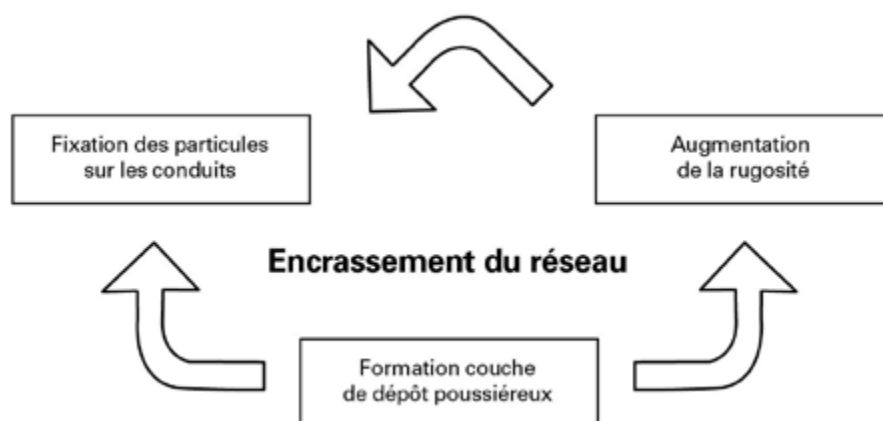 Fixation des particules
sur les conduits
Augmentation
de la rugosité
Encrassement du réseau
Formation couche
de dépôt poussiéreux